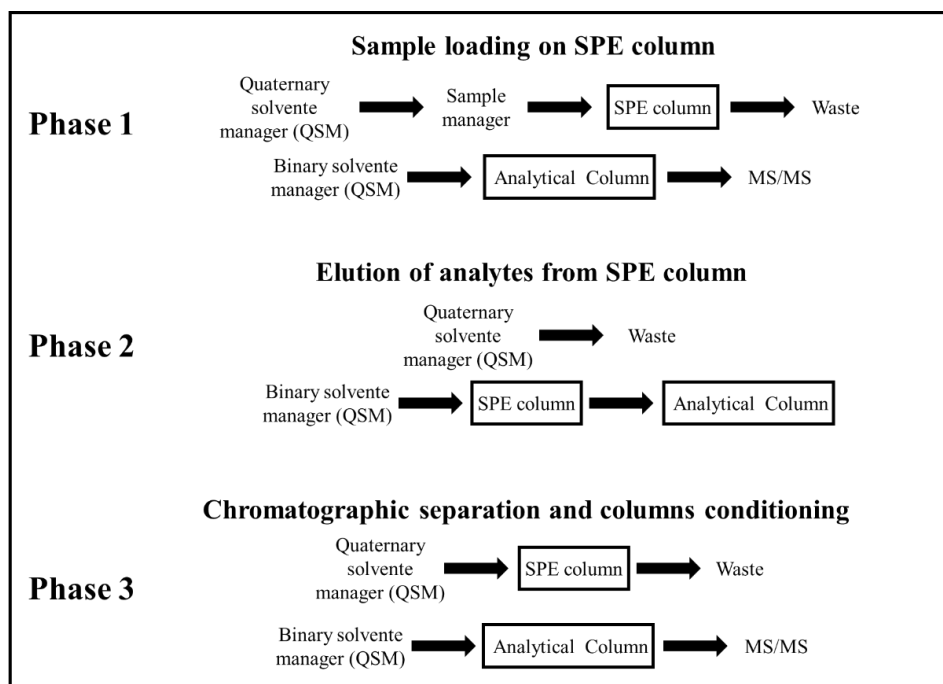 Sample loading on SPE column
Phase 1
Quaternary
solvente
manager (QSM)
Sample
manager
SPE column
Waste
Binary solvente
manager (QSM)
Analytical Column
MS/MS
Elution of analytes from SPE column
Phase 2
Quaternary
solvente
manager (QSM)
Waste
Binary solvente
manager (QSM)
SPE column
Analytical Column
Chromatographic separation and columns conditioning
Phase 3
Quaternary
solvente
manager (QSM)
SPE column
Waste
Binary solvente
manager (QSM)
Analytical Column
MS/MS